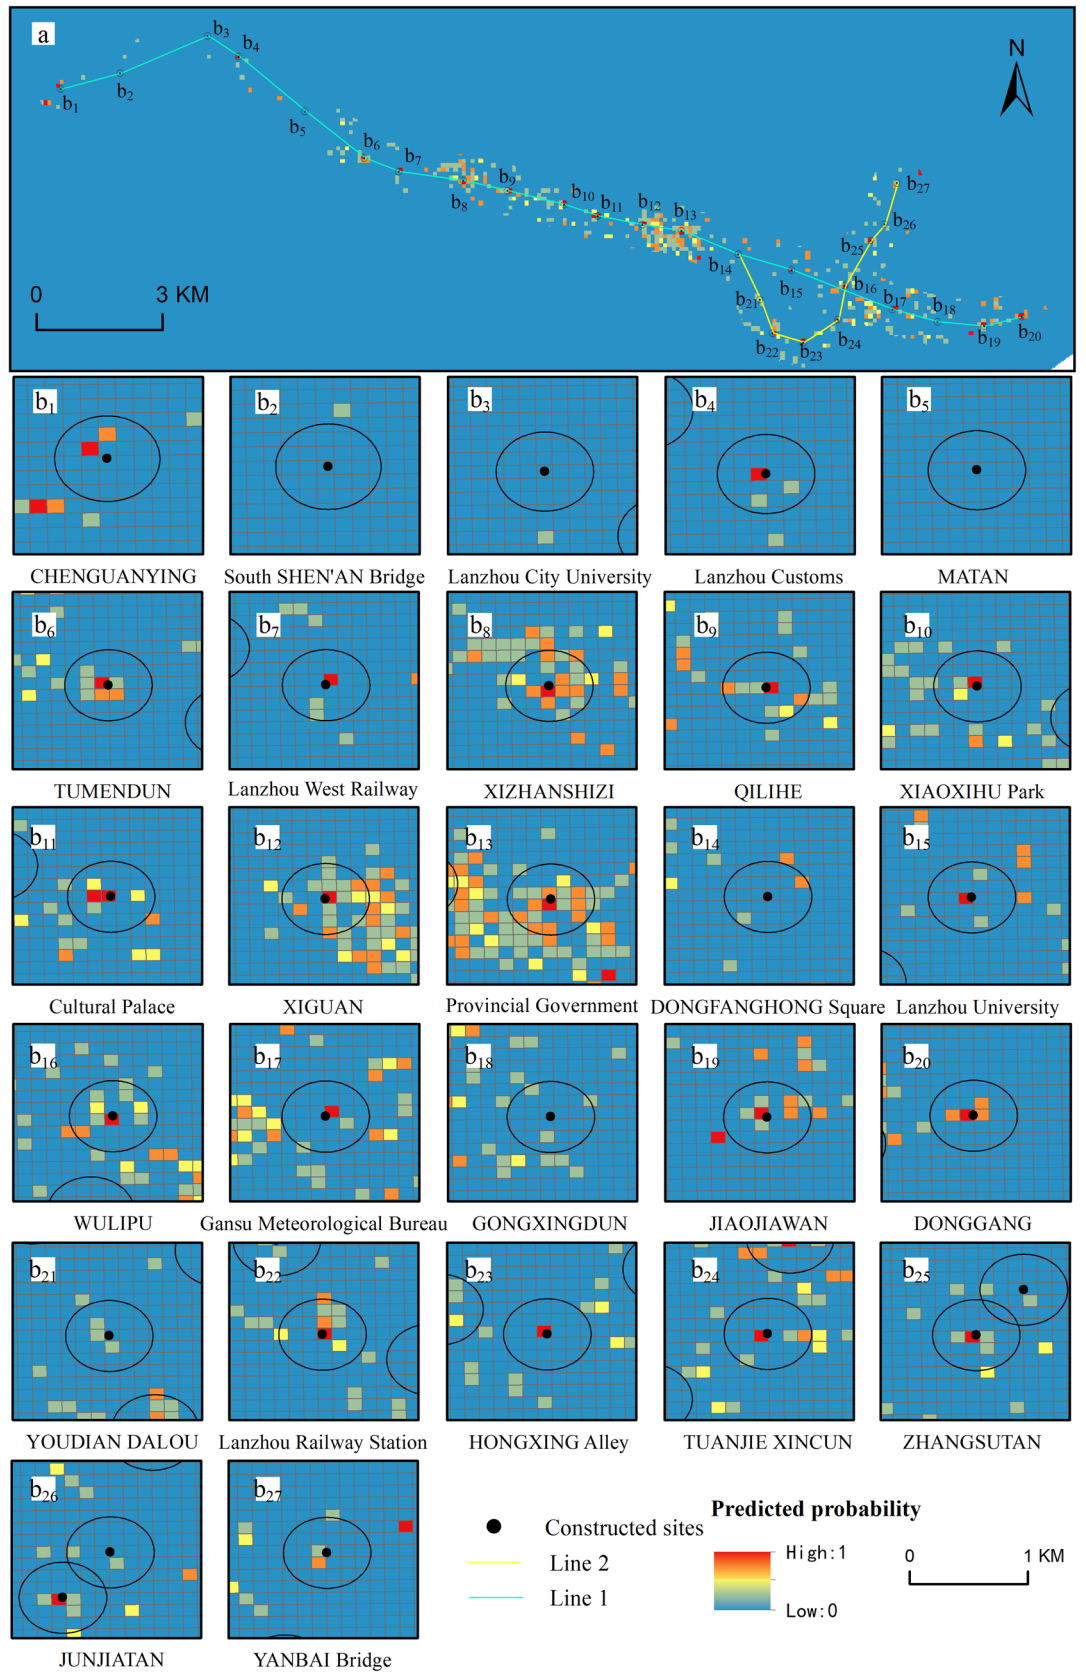 a
N
b3
b4
b2
b1
b5
b6
b7
b8
b9
b10
b11
b12
b13
b14
b15
b16
b17
b18
b19
b20
b21
b22
b23
b24
b25
b26
b27
0 3 KM
b1 b2 b3 b4 b5
CHENGUANYING South SHEN'AN Bridge Lanzhou City University Lanzhou Customs MATAN
b6 b7 b8 b9 b10
TUMENDUN Lanzhou West Railway XIZHANSHIZI QILIHE XIAOXIHU Park
b11 b12 b13 b14 b15
Cultural Palace XIGUAN Provincial Government DONGFANGHONG Square Lanzhou University
b16 b17 b18 b19 b20
WULIPU Gansu Meteorological Bureau GONGXINGDUN JIAOJIAWAN DONGGANG
b21 b22 b23 b24 b25
YOUDIAN DALOU Lanzhou Railway Station HONGXING Alley TUANJIE XINCUN ZHANGSUTAN
b26 b27
JUNJIATAN YANBAI Bridge
Constructed sites
Line 2
Line 1
Predicted probability
High:1
Low:0
0 1 KM